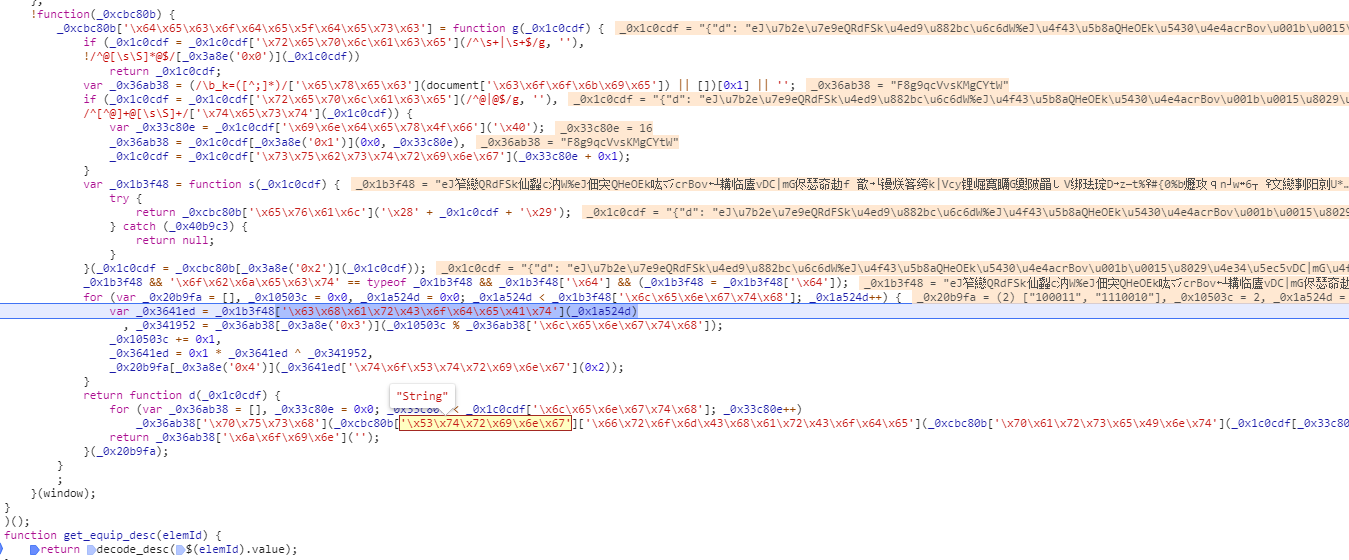 };
!function(_0xcbc80b) {
_0xcbc80b['\x64\x65\x63\x6f\x64\x65\x5f\x64\x65\x73\x63'] = function g(_0x1c0cdf) { _0x1c0cdf = "{"d": "eJ\u7b2e\u7e9eQRdFSk\u4ed9\u882bc\u6c6dW%eJ\u4f43\u5b8aQHeOEk\u5430\u4e4acrBov\u001b\u0015
if (_0x1c0cdf = _0x1c0cdf['\x72\x65\x70\x6c\x61\x63\x65'](/^\s+|\s+$/g, ''),
!/^@[\s\S]*@$/[_0x3a8e('0x0')](_0x1c0cdf))
return _0x1c0cdf;
var _0x36ab38 = (/\b_k=([^;]*)/['\x65\x78\x65\x63'](document['\x63\x6f\x6f\x6b\x69\x65']) || [])[0x1] || ''; _0x36ab38 = "F8g9qcVvsKMgCYtW"
if (_0x1c0cdf = _0x1c0cdf['\x72\x65\x70\x6c\x61\x63\x65'](/^@|@$/g, ''), _0x1c0cdf = "{"d": "eJ\u7b2e\u7e9eQRdFSk\u4ed9\u882bc\u6c6dW%eJ\u4f43\u5b8aQHeOEk\u5430\u4e4acrBov\u001b\u0015\u8029
/^[^@]+@[\s\S]+/['\x74\x65\x73\x74'](_0x1c0cdf)) {
var _0x33c80e = _0x1c0cdf['\x69\x6e\x64\x65\x78\x4f\x66']('\x40'); _0x33c80e = 16
_0x36ab38 = _0x1c0cdf[_0x3a8e('0x1')](0x0, _0x33c80e), _0x36ab38 = "F8g9qcVvsKMgCYtW"
_0x1c0cdf = _0x1c0cdf['\x73\x75\x62\x73\x74\x72\x69\x6e\x67'](_0x33c80e + 0x1);
}
var _0x1b3f48 = function s(_0x1c0cdf) { _0x1b3f48 =
try {
return _0xcbc80b['\x65\x76\x61\x6c']('\x28' + _0x1c0cdf + '\x29'); _0x1c0cdf = "{"d": "eJ\u7b2e\u7e9eQRdFSk\u4ed9\u882bc\u6c6dW%eJ\u4f43\u5b8aQHeOEk\u5430\u4e4acrBov\u001b\u0015\u8029
} catch (_0x40b9c3) {
return null;
}
}(_0x1c0cdf = _0xcbc80b[_0x3a8e('0x2')](_0x1c0cdf)); _0x1c0cdf = "{"d": "eJ\u7b2e\u7e9eQRdFSk\u4ed9\u882bc\u6c6dW%eJ\u4f43\u5b8aQHeOEk\u5430\u4e4acrBov\u001b\u0015\u8029\u4e34\u5ec5vDC|mG\u4f
_0x1b3f48 && '\x6f\x62\x6a\x65\x63\x74' == typeof _0x1b3f48 && _0x1b3f48['\x64'] && (_0x1b3f48 = _0x1b3f48['\x64']); _0x1b3f48 =
for (var _0x20b9fa = [], _0x10503c = 0x0, _0x1a524d = 0x0; _0x1a524d < _0x1b3f48['\x6c\x65\x6e\x67\x74\x68']; _0x1a524d++) { _0x20b9fa = (2) ["100011", "1110010"], _0x10503c = 2, _0x1a524d =
var _0x3641ed = _0x1b3f48['\x63\x68\x61\x72\x43\x6f\x64\x65\x41\x74'](_0x1a524d)
, _0x341952 = _0x36ab38[_0x3a8e('0x3')](_0x10503c % _0x36ab38['\x6c\x65\x6e\x67\x74\x68']);
_0x10503c += 0x1,
_0x3641ed = 0x1 * _0x3641ed ^ _0x341952,
_0x20b9fa[_0x3a8e('0x4')](_0x3641ed['\x74\x6f\x53\x74\x72\x69\x6e\x67'](0x2));
}
return function d(_0x1c0cdf) {
"String"
for (var _0x36ab38 = [], _0x33c80e = 0x0; < _0x1c0cdf['\x6c\x65\x6e\x67\x74\x68']; _0x33c80e++)
_0x36ab38['\x70\x75\x73\x68'](_0xcbc80b['\x53\x74\x72\x69\x6e\x67']['\x66\x72\x6f\x6d\x43\x68\x61\x72\x43\x6f\x64\x65'](_0xcbc80b['\x70\x61\x72\x73\x65\x49\x6e\x74'](_0x1c0cdf[_0x33c80
return _0x36ab38['\x6a\x6f\x69\x6e']('');
}(_0x20b9fa);
}
;
}(window);
}
)();
function get_equip_desc(elemId) {
return decode_desc($(elemId).value);